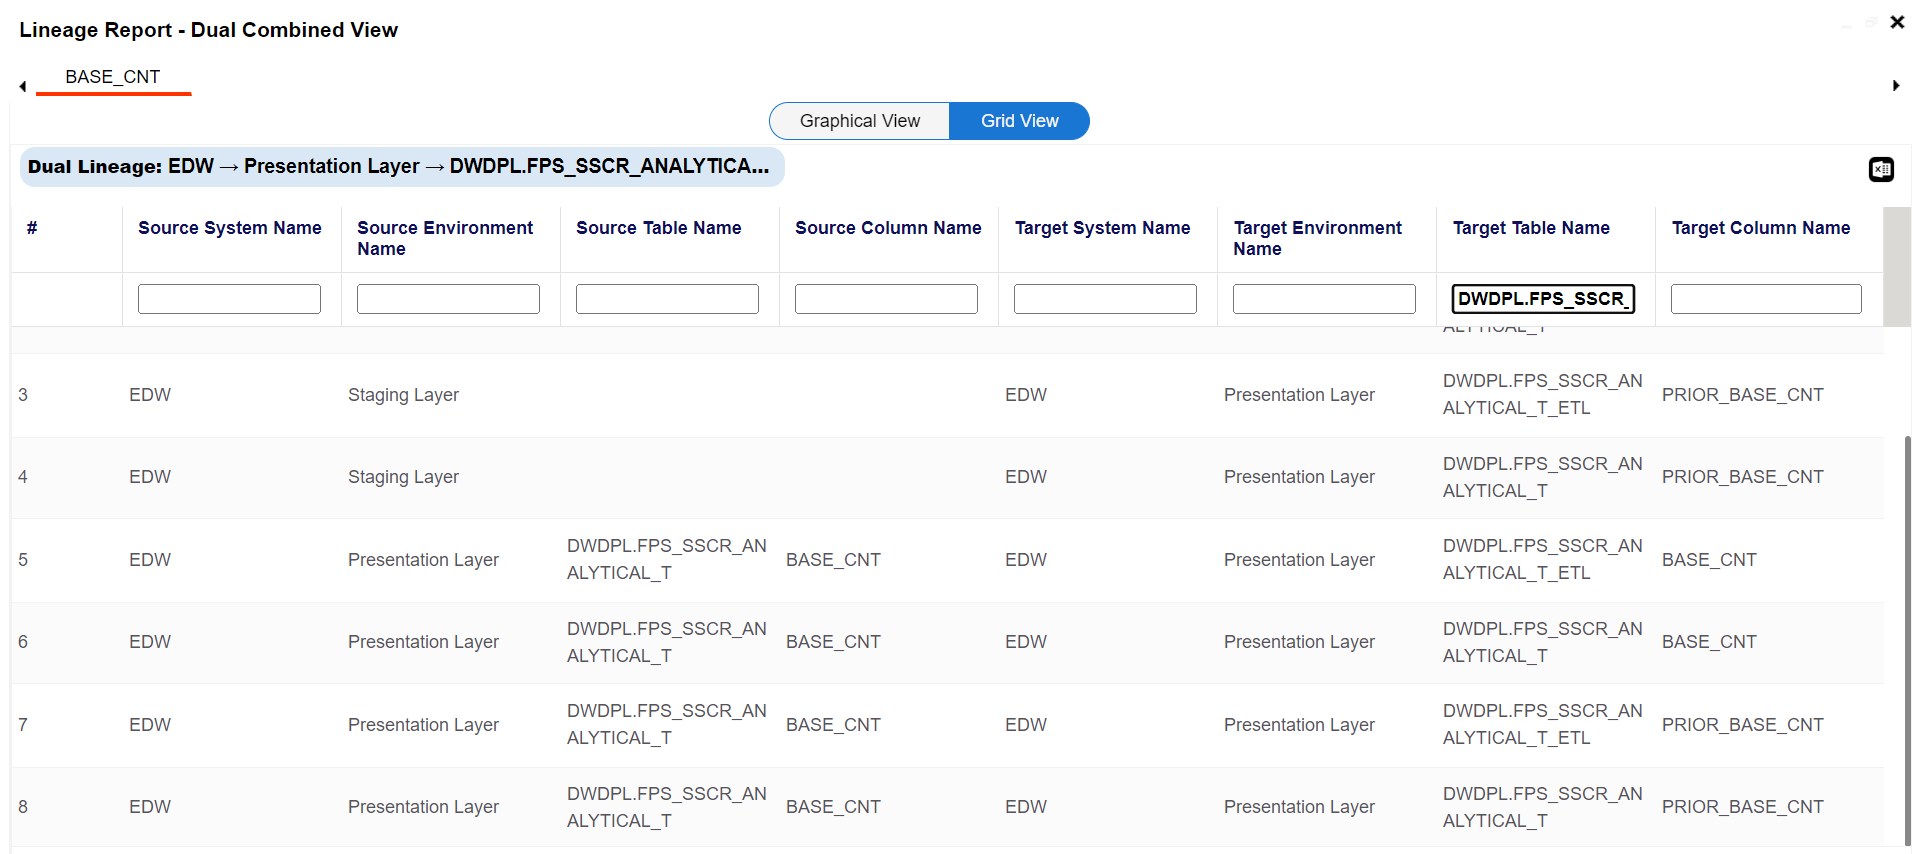 Lineage Report - Dual Combined View
BASE_CNT
Graphical View Grid View
Dual Lineage: EDW → Presentation Layer → DWDPL.FPS_SSCR_ANALYTICA...
# Source System Name Source Environment Name Source Table Name Source Column Name Target System Name Target Environment Name Target Table Name Target Column Name
DWDPL.FPS_SSCR_
ALYTICAL_T
3 EDW Staging Layer EDW Presentation Layer DWDPL.FPS_SSCR_AN PRIOR_BASE_CNT
ALYTICAL_T_ETL
4 EDW Staging Layer EDW Presentation Layer DWDPL.FPS_SSCR_AN PRIOR_BASE_CNT
ALYTICAL_T
5 EDW Presentation Layer DWDPL.FPS_SSCR_AN BASE_CNT EDW Presentation Layer DWDPL.FPS_SSCR_AN BASE_CNT
ALYTICAL_T ALYTICAL_T_ETL
6 EDW Presentation Layer DWDPL.FPS_SSCR_AN BASE_CNT EDW Presentation Layer DWDPL.FPS_SSCR_AN BASE_CNT
ALYTICAL_T ALYTICAL_T
7 EDW Presentation Layer DWDPL.FPS_SSCR_AN BASE_CNT EDW Presentation Layer DWDPL.FPS_SSCR_AN PRIOR_BASE_CNT
ALYTICAL_T ALYTICAL_T_ETL
8 EDW Presentation Layer DWDPL.FPS_SSCR_AN BASE_CNT EDW Presentation Layer DWDPL.FPS_SSCR_AN PRIOR_BASE_CNT
ALYTICAL_T ALYTICAL_T